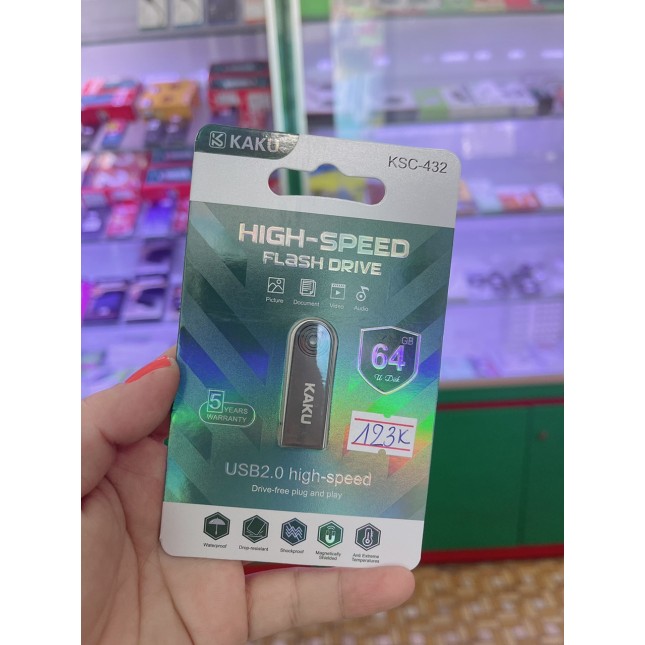 KAKU
KSC-432
HIGH-SPEED
FLASH DRIVE
Picture Document Video Audio
64 GB
U Disk
KAKU
5 YEARS
WARRANTY
123K
USB2.0 high-speed
Drive-free plug and play
Waterproof Drop-resistant Shockproof Magnetically Shielded Anti Extreme Temperatures